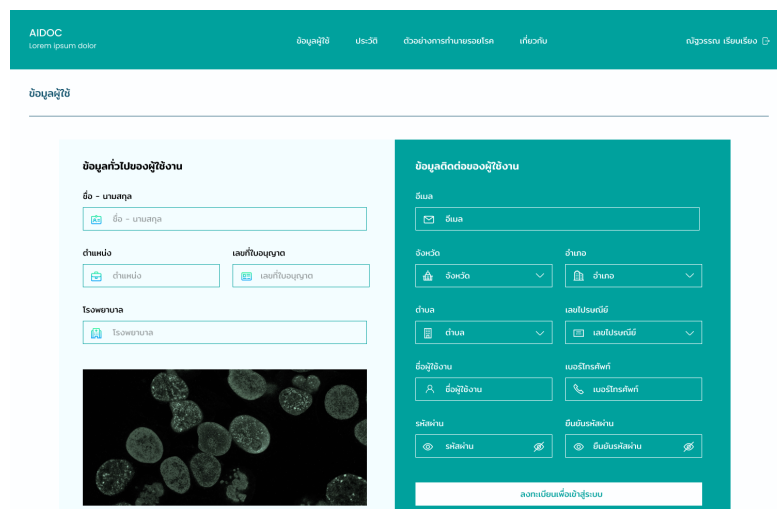 AIDOC
Lorem ipsum dolor
ข้อมูลผู้ใช้ ประวัติ ตัวอย่างการทำนายรอยโรค เกี่ยวกับ
ณัฐวรรณ เรียบเรียง
ข้อมูลผู้ใช้
ข้อมูลทั่วไปของผู้ใช้งาน
ชื่อ - นามสกุล
ชื่อ - นามสกุล
ตำแหน่ง เลขที่ใบอนุญาต
ตำแหน่ง เลขที่ใบอนุญาต
โรงพยาบาล
โรงพยาบาล
ข้อมูลติดต่อของผู้ใช้งาน
อีเมล
อีเมล
จังหวัด อำเภอ
จังหวัด อำเภอ
ตำบล เลขไปรษณีย์
ตำบล เลขไปรษณีย์
ชื่อผู้ใช้งาน เบอร์โทรศัพท์
ชื่อผู้ใช้งาน เบอร์โทรศัพท์
รหัสผ่าน ยืนยันรหัสผ่าน
รหัสผ่าน ยืนยันรหัสผ่าน
ลงทะเบียนเพื่อเข้าสู่ระบบ